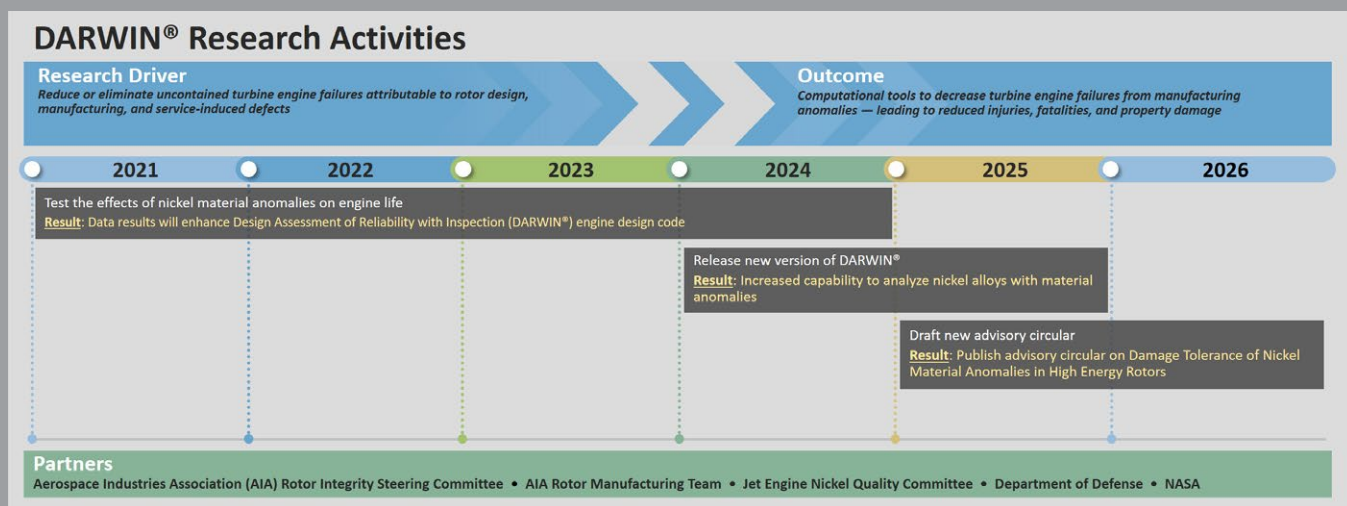 DARWIN® Research Activities
Research Driver
Reduce or eliminate uncontained turbine engine failures attributable to rotor design,
manufacturing, and service-induced defects
Outcome
Computational tools to decrease turbine engine failures from manufacturing
anomalies — leading to reduced injuries, fatalities, and property damage
2021 2022 2023 2024 2025 2026
Test the effects of nickel material anomalies on engine life
Result: Data results will enhance Design Assessment of Reliability with Inspection (DARWIN®) engine design code
Release new version of DARWIN®
Result: Increased capability to analyze nickel alloys with material
anomalies
Draft new advisory circular
Result: Publish advisory circular on Damage Tolerance of Nickel
Material Anomalies in High Energy Rotors
Partners
Aerospace Industries Association (AIA) Rotor Integrity Steering Committee • AIA Rotor Manufacturing Team • Jet Engine Nickel Quality Committee • Department of Defense • NASA